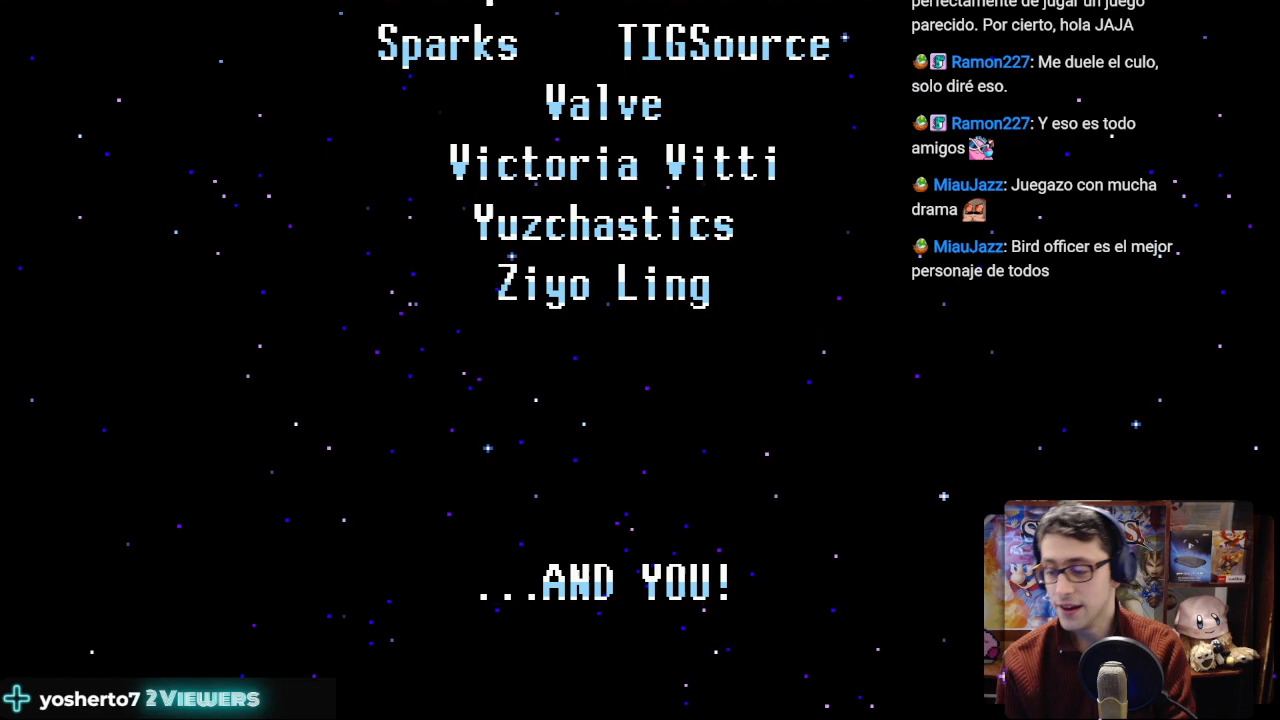 Sparks TIGSource
Valve
Victoria Vitti
Yuzchastics
Ziyo Ling
...AND YOU!
perfectamente de jugar un juego
parecido. Por cierto, hola JAJA
Ramon227: Me duele el culo,
solo diré eso.
Ramon227: Y eso es todo
amigos
MiauJazz: Juegazo con mucha
drama
MiauJazz: Bird officer es el mejor
personaje de todos
yosherto7 2 VIEWERS